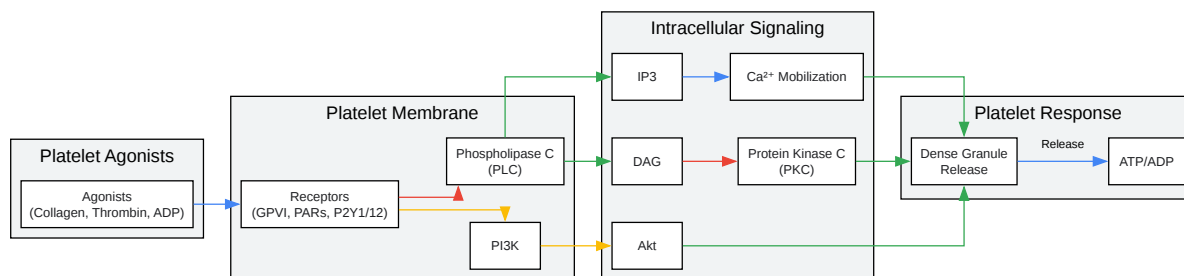 Platelet Agonists
Agonists
(Collagen, Thrombin, ADP)
Platelet Membrane
Receptors
(GPVI, PARs, P2Y1/12)
Phospholipase C
(PLC)
PI3K
Intracellular Signaling
IP3
Ca²⁺ Mobilization
DAG
Protein Kinase C
(PKC)
Akt
Platelet Response
Dense Granule
Release
Release
ATP/ADP